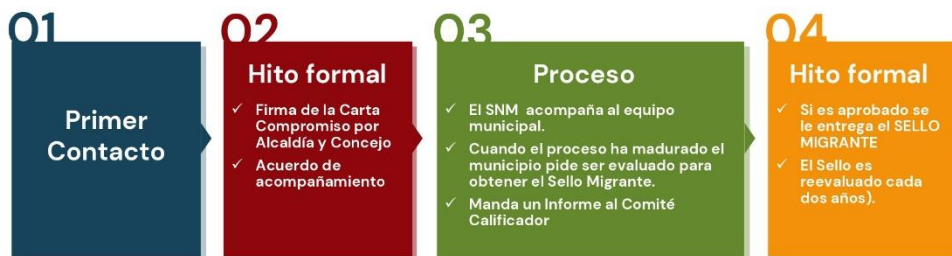 01
Primer
Contacto
02
Hito formal
✓ Firma de la Carta
Compromiso por
Alcaldía y Concejo
✓ Acuerdo de
acompañamiento
03
Proceso
✓ El SNM acompaña al equipo
municipal.
✓ Cuando el proceso ha madurado el
municipio pide ser evaluado para
obtener el Sello Migrante.
✓ Manda un Informe al Comité
Calificador
04
Hito formal
✓ Si es aprobado se
le entrega el SELLO
MIGRANTE
✓ El Sello es
reevaluado cada
dos años).